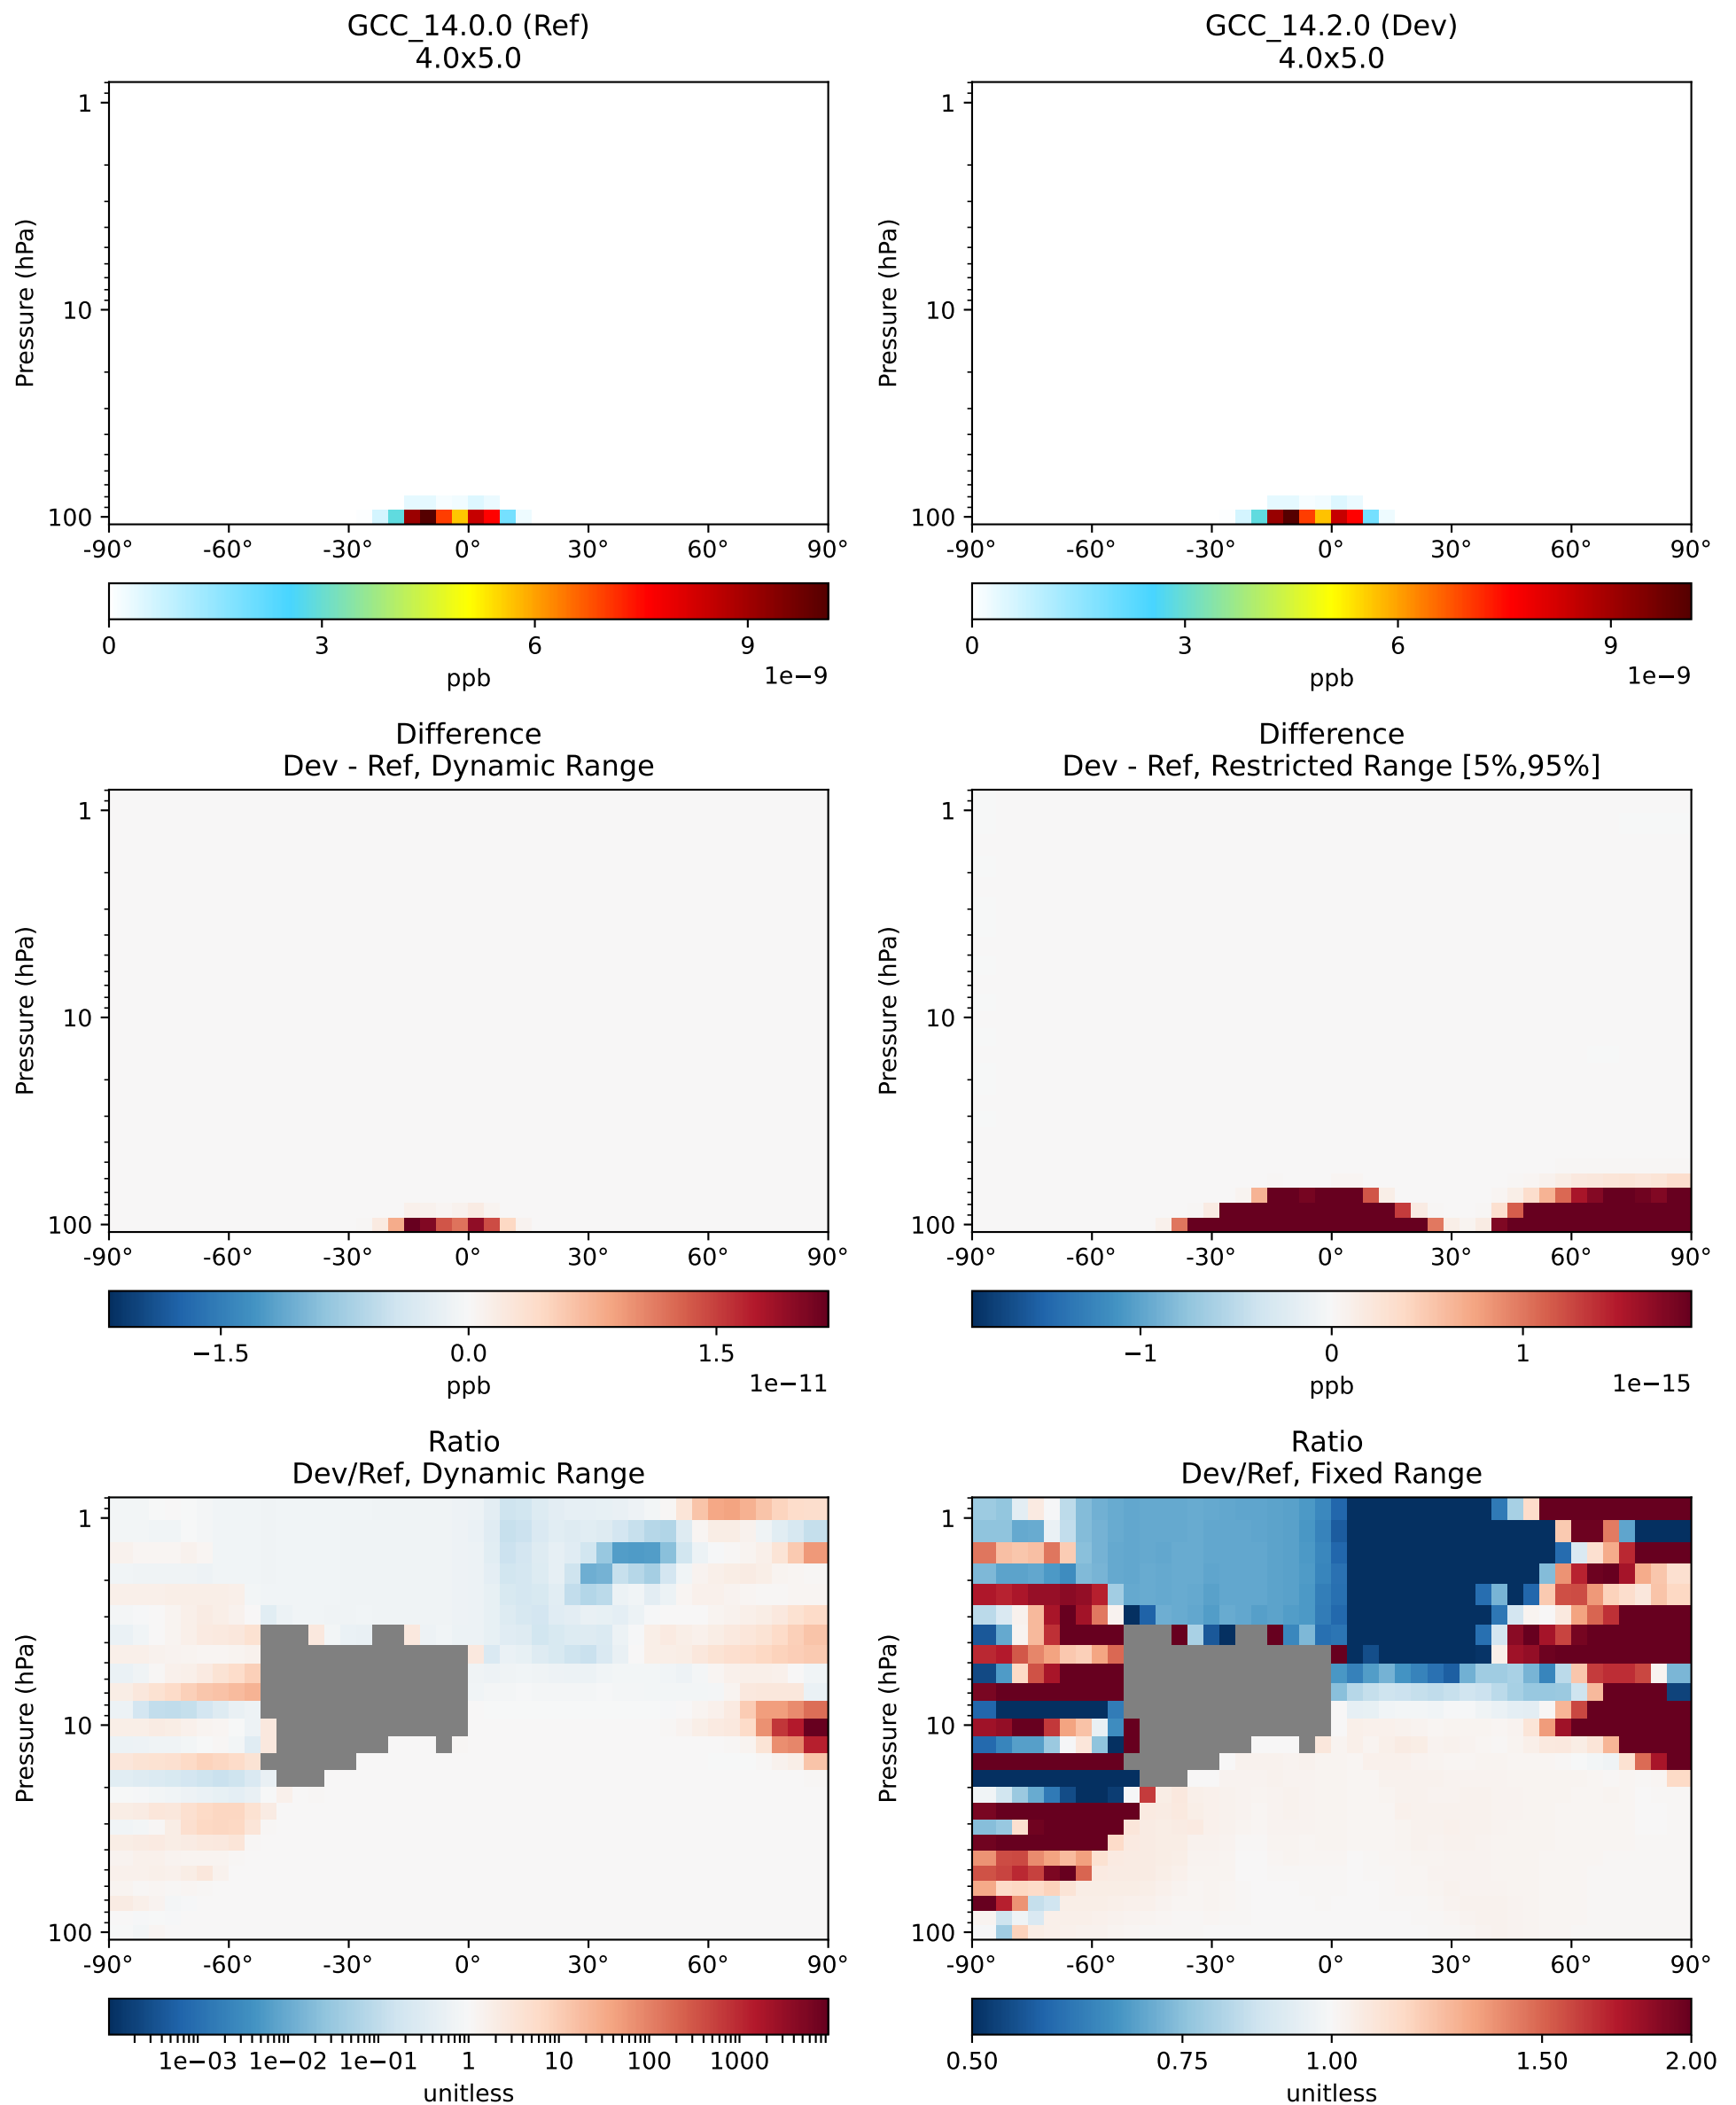 GCC_14.0.0 (Ref)
4.0x5.0
Pressure (hPa)
1
10
100
-90° -60° -30° 0° 30° 60° 90°
0 3 6 9
1e−9
ppb
GCC_14.2.0 (Dev)
4.0x5.0
Pressure (hPa)
1
10
100
-90° -60° -30° 0° 30° 60° 90°
0 3 6 9
1e−9
ppb
Difference
Dev - Ref, Dynamic Range
Pressure (hPa)
1
10
100
-90° -60° -30° 0° 30° 60° 90°
−1.5 0.0 1.5
1e−11
ppb
Difference
Dev - Ref, Restricted Range [5%,95%]
Pressure (hPa)
1
10
100
-90° -60° -30° 0° 30° 60° 90°
−1 0 1
1e−15
ppb
Ratio
Dev/Ref, Dynamic Range
Pressure (hPa)
1
10
100
-90° -60° -30° 0° 30° 60° 90°
1e−03 1e−02 1e−01 1 10 100 1000
unitless
Ratio
Dev/Ref, Fixed Range
Pressure (hPa)
1
10
100
-90° -60° -30° 0° 30° 60° 90°
0.50 0.75 1.00 1.50 2.00
unitless